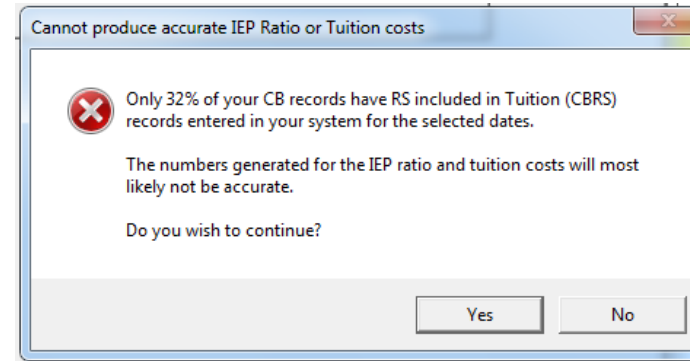 Cannot produce accurate IEP Ratio or Tuition costs
Only 32% of your CB records have RS included in Tuition (CBRS)
records entered in your system for the selected dates.
The numbers generated for the IEP ratio and tuition costs will most
likely not be accurate.
Do you wish to continue?
Yes
No